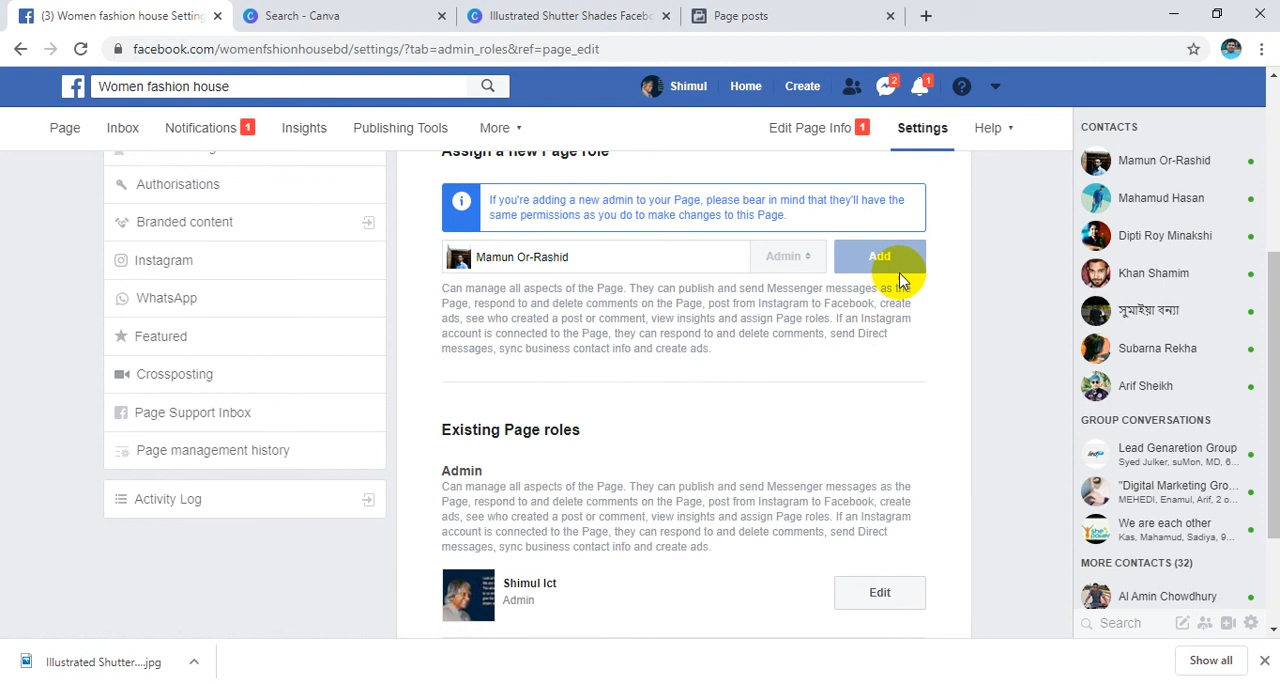 (3) Women fashion house Setting
Search - Canva
Illustrated Shutter Shades Faceb
Page posts
facebook.com/womenfshionhousebd/settings/?tab=admin_roles&ref=page_edit
Women fashion house
Shimul
Home
Create
2
1
Page
Inbox
Notifications 1
Insights
Publishing Tools
More
Edit Page Info 1
Settings
Help
Authorisations
Branded content
Instagram
WhatsApp
Featured
Crossposting
Page Support Inbox
Page management history
Activity Log
Assign a new Page role
If you're adding a new admin to your Page, please bear in mind that they'll have the
same permissions as you do to make changes to this Page.
Mamun Or-Rashid
Admin
Add
Can manage all aspects of the Page. They can publish and send Messenger messages as the
Page, respond to and delete comments on the Page, post from Instagram to Facebook, create
ads, see who created a post or comment, view insights and assign Page roles. If an Instagram
account is connected to the Page, they can respond to and delete comments, send Direct
messages, sync business contact info and create ads.
Existing Page roles
Admin
Can manage all aspects of the Page. They can publish and send Messenger messages as the
Page, respond to and delete comments on the Page, post from Instagram to Facebook, create
ads, see who created a post or comment, view insights and assign Page roles. If an Instagram
account is connected to the Page, they can respond to and delete comments, send Direct
messages, sync business contact info and create ads.
Shimul Ict
Admin
Edit
CONTACTS
Mamun Or-Rashid
Mahamud Hasan
Dipti Roy Minakshi
Khan Shamim
সুমাইয়া বন্যা
Subarna Rekha
Arif Sheikh
GROUP CONVERSATIONS
Lead Genaretion Group
Syed Julker, suMon, MD, 6...
"Digital Marketing Gro...
MEHEDI, Enamul, Arif, 2 o...
We are each other
Kas, Mahamud, Sadiya, 9...
MORE CONTACTS (32)
Al Amin Chowdhury
Search
Illustrated Shutter....jpg
Show all